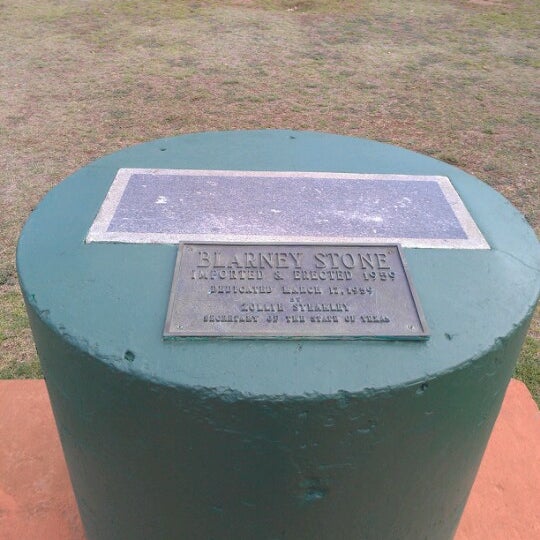 BLARNEY STONE
IMPORTED & ERECTED 1959
DEDICATED MARCH 17, 1959
BY
ZOLLIE STEAKLEY
SECRETARY OF THE STATE OF TEXAS